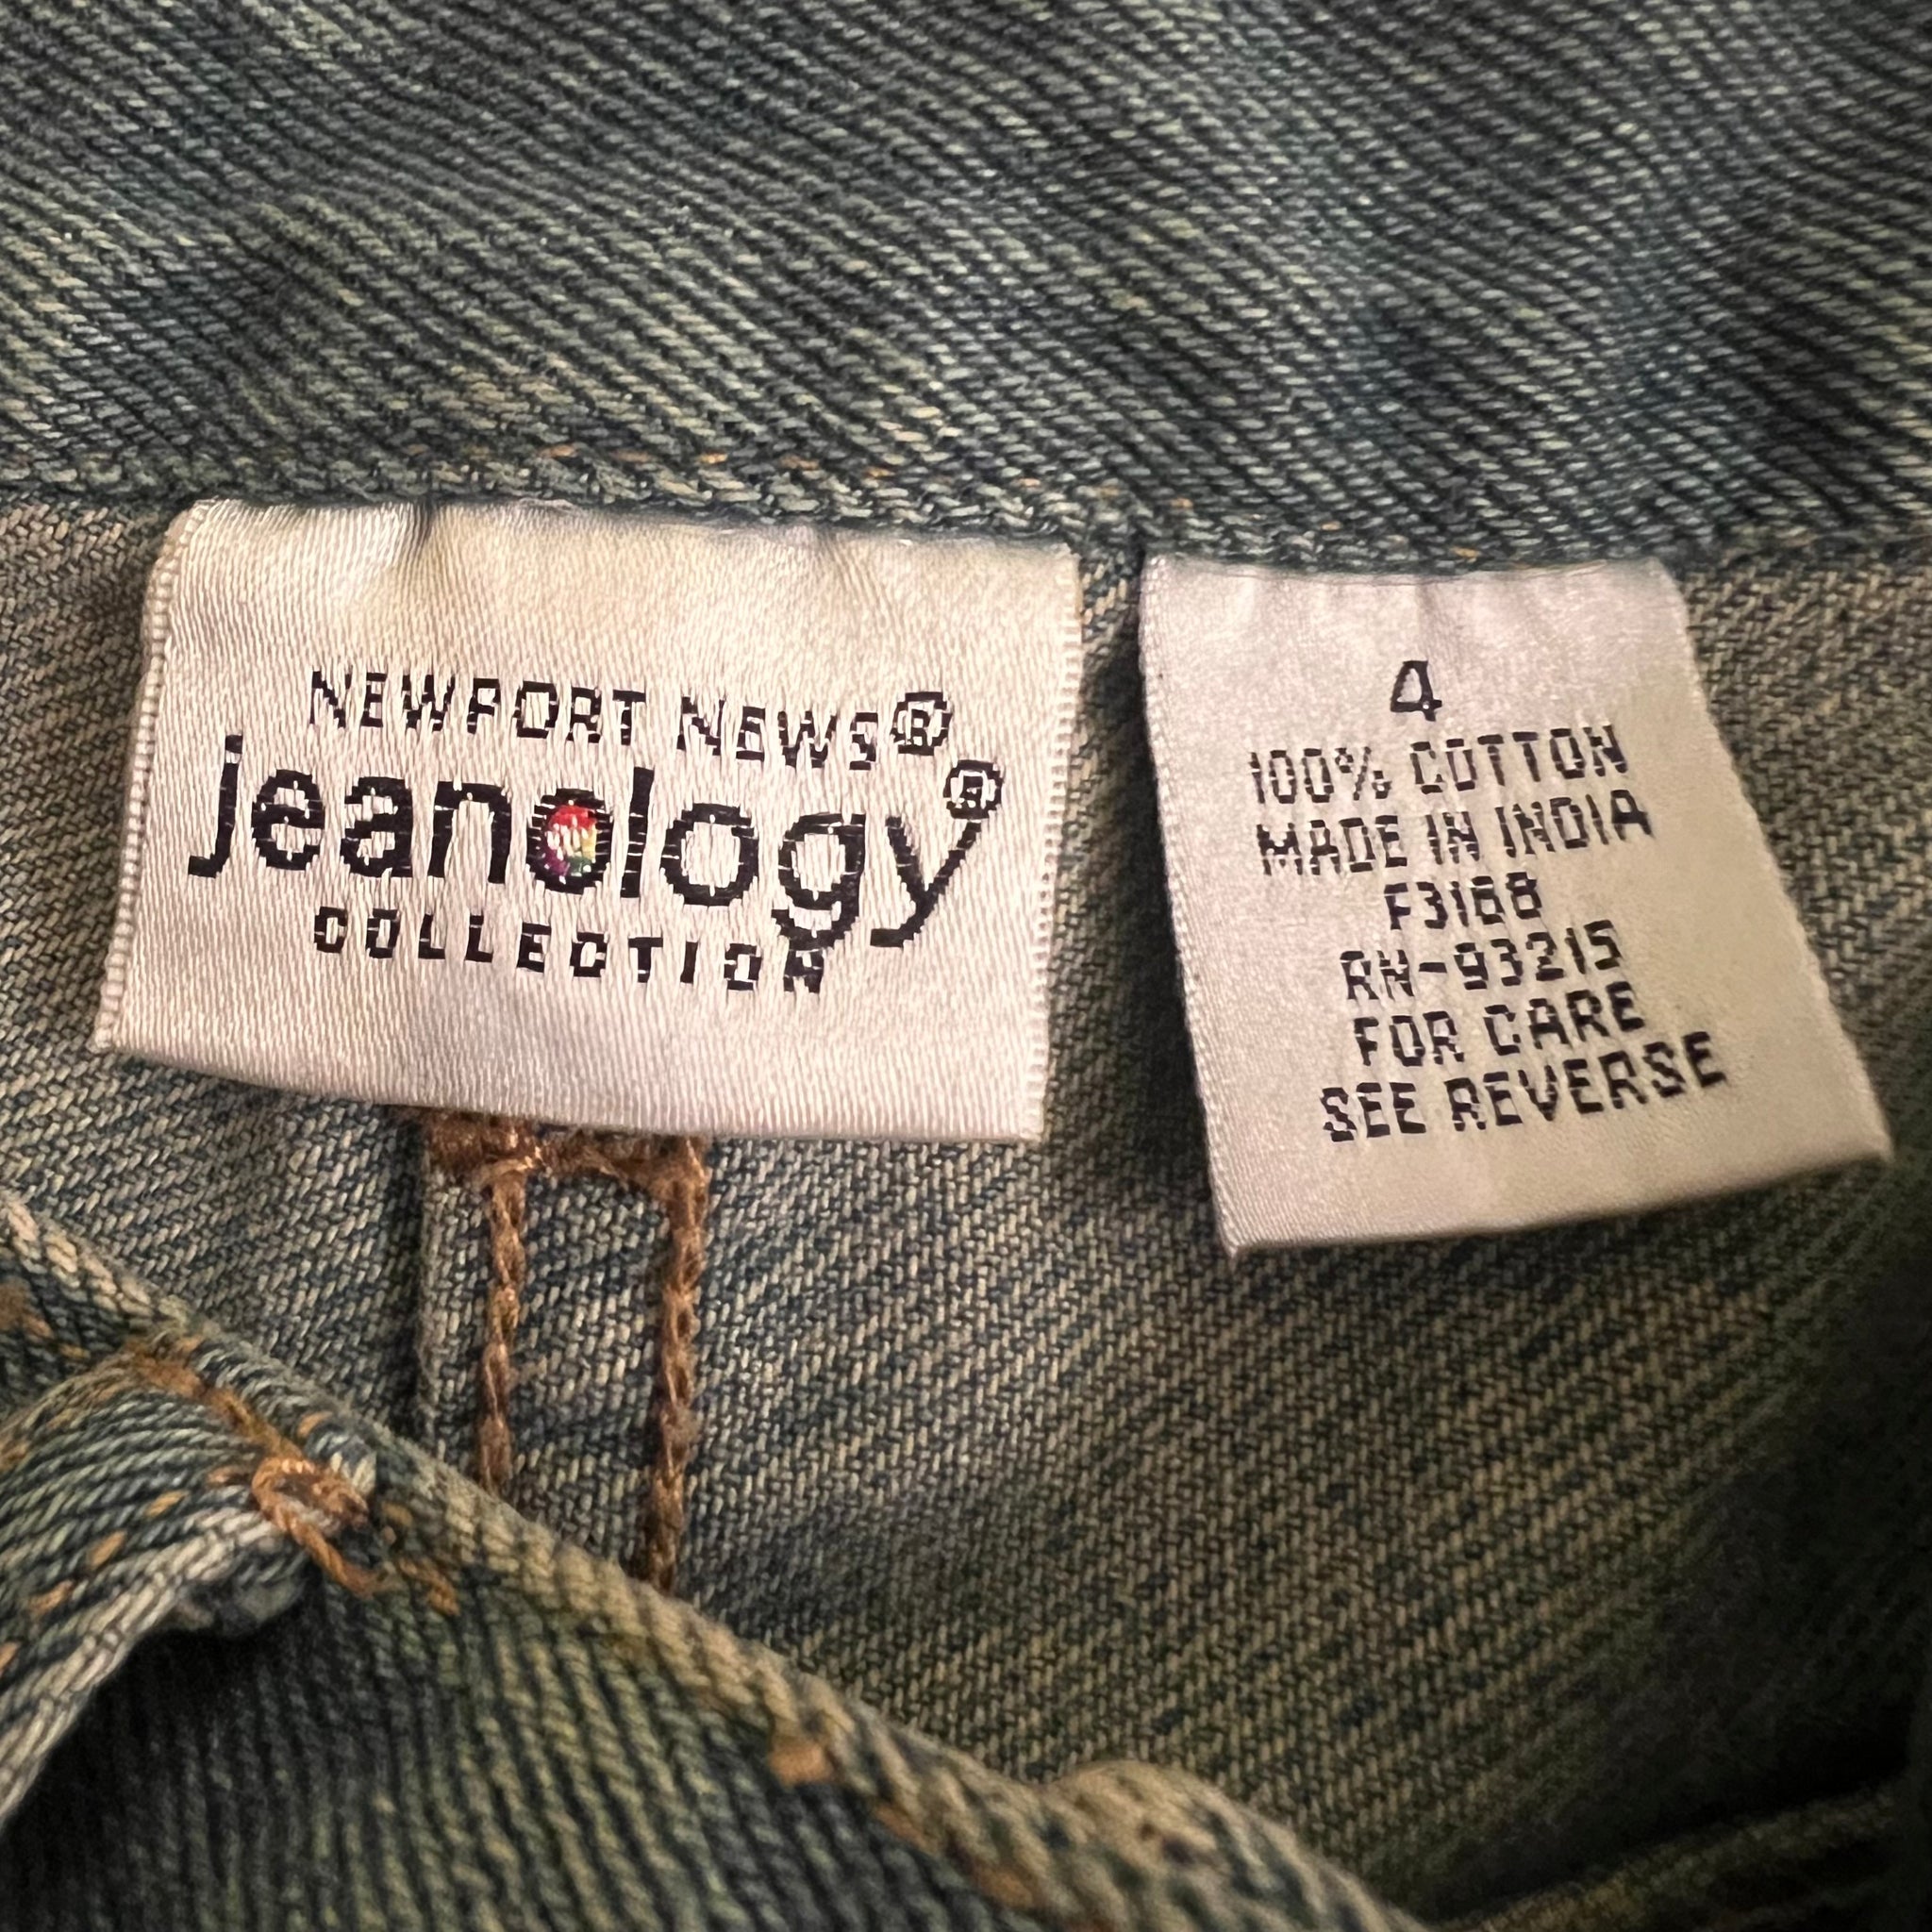 NEWPORT NEWS®
jeanology®
COLLECTION
4
100% COTTON
MADE IN INDIA
F3168
RN-93215
FOR CARE
SEE REVERSE